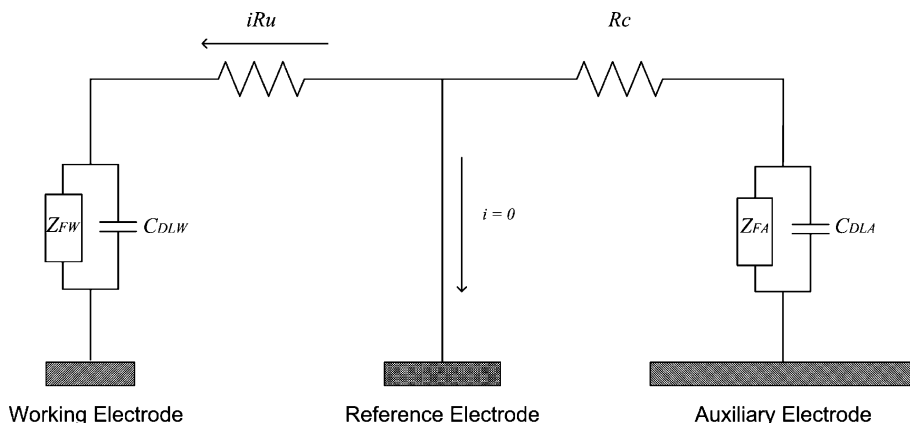 iRu
Rc
ZFW
CDLW
i = 0
ZFA
CDLA
Working Electrode
Reference Electrode
Auxiliary Electrode